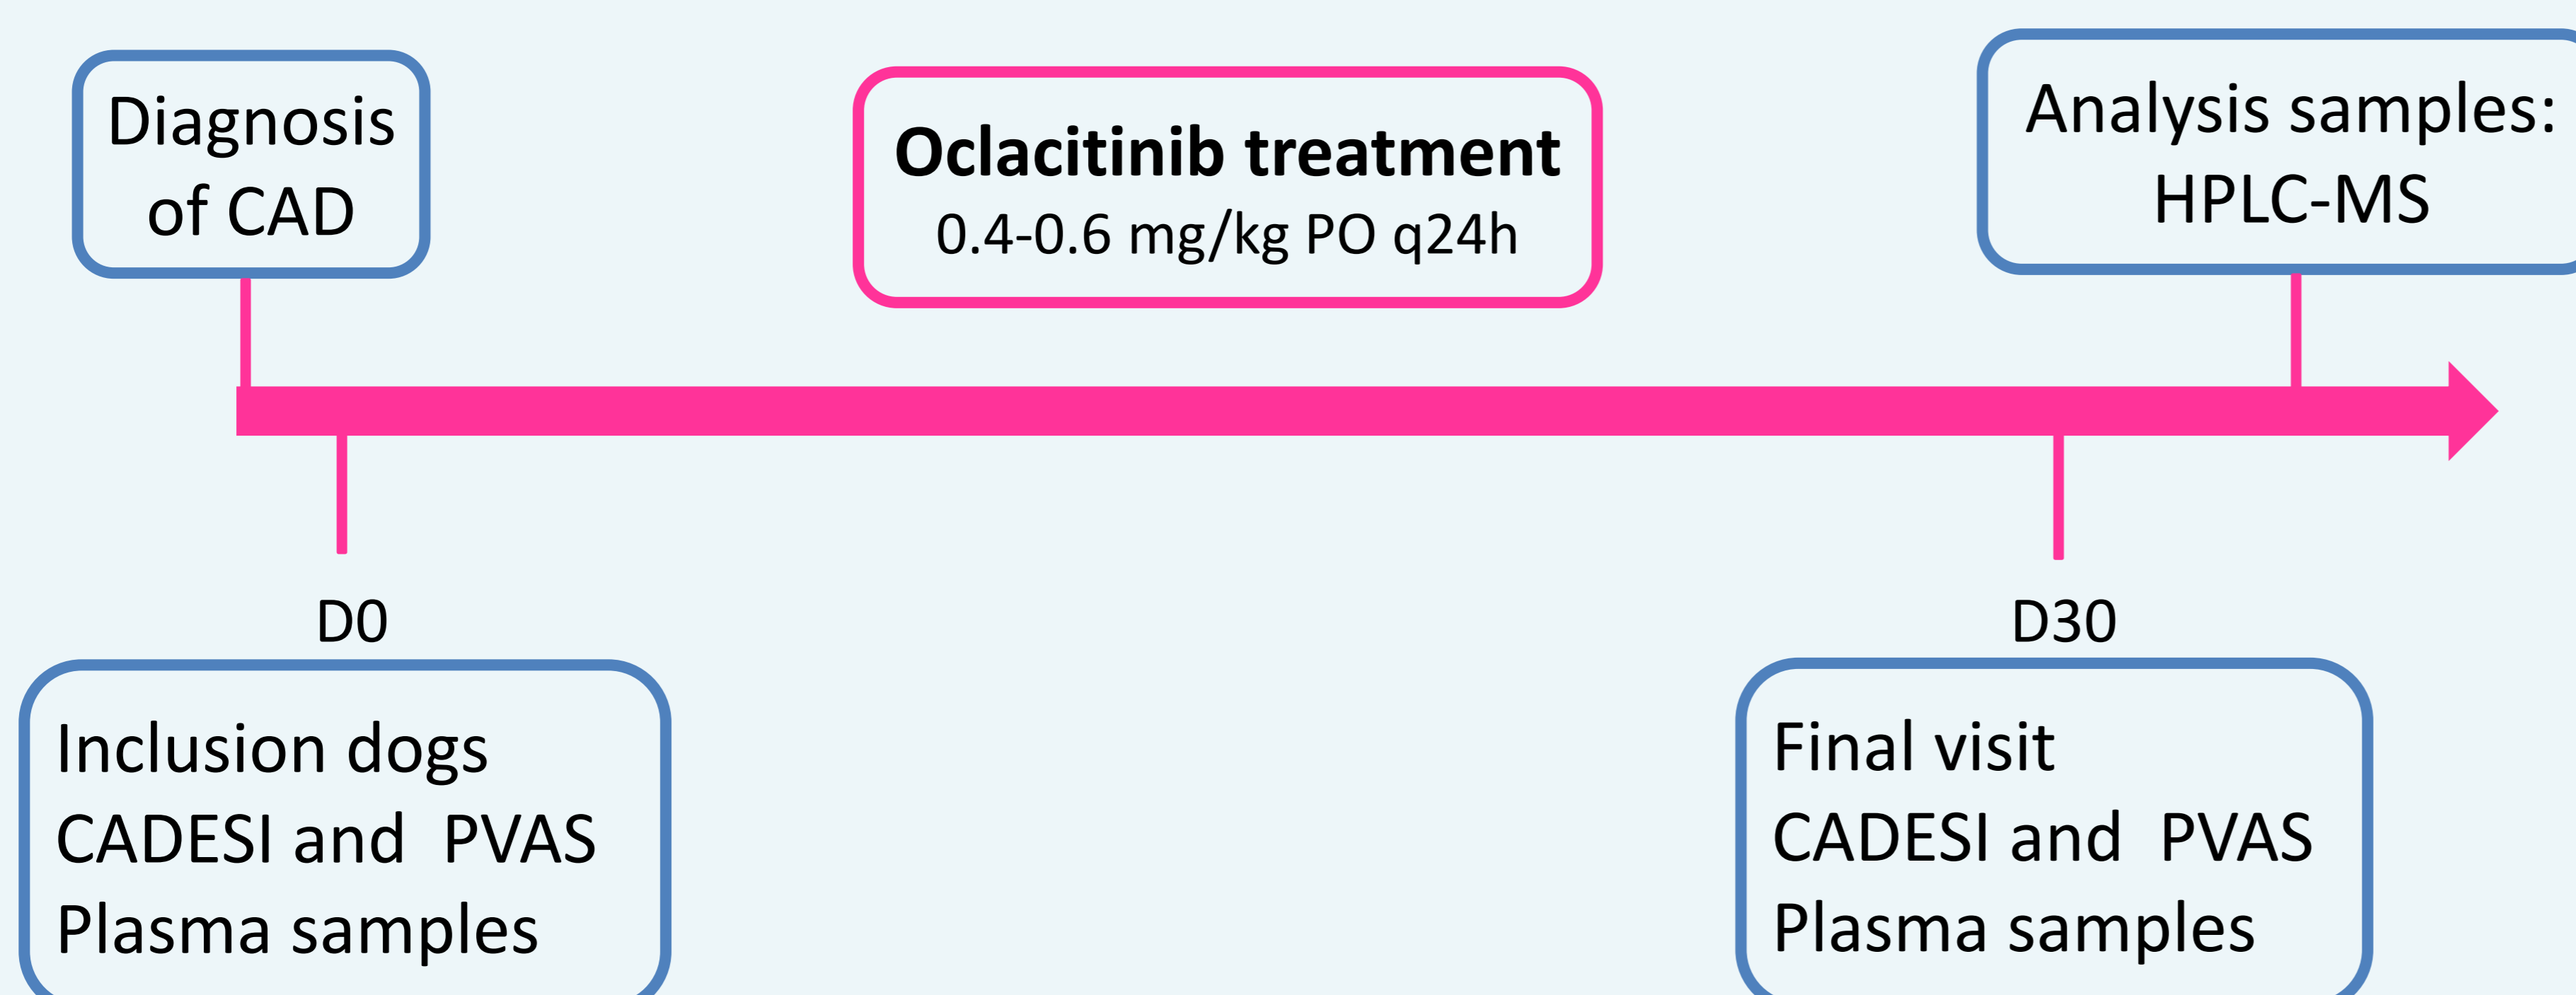 Diagnosis
of CAD
Oclacitinib treatment
0.4-0.6 mg/kg PO q24h
Analysis samples:
HPLC-MS
D0
Inclusion dogs
CADESI and  PVAS
Plasma samples
D30
Final visit
CADESI and  PVAS
Plasma samples